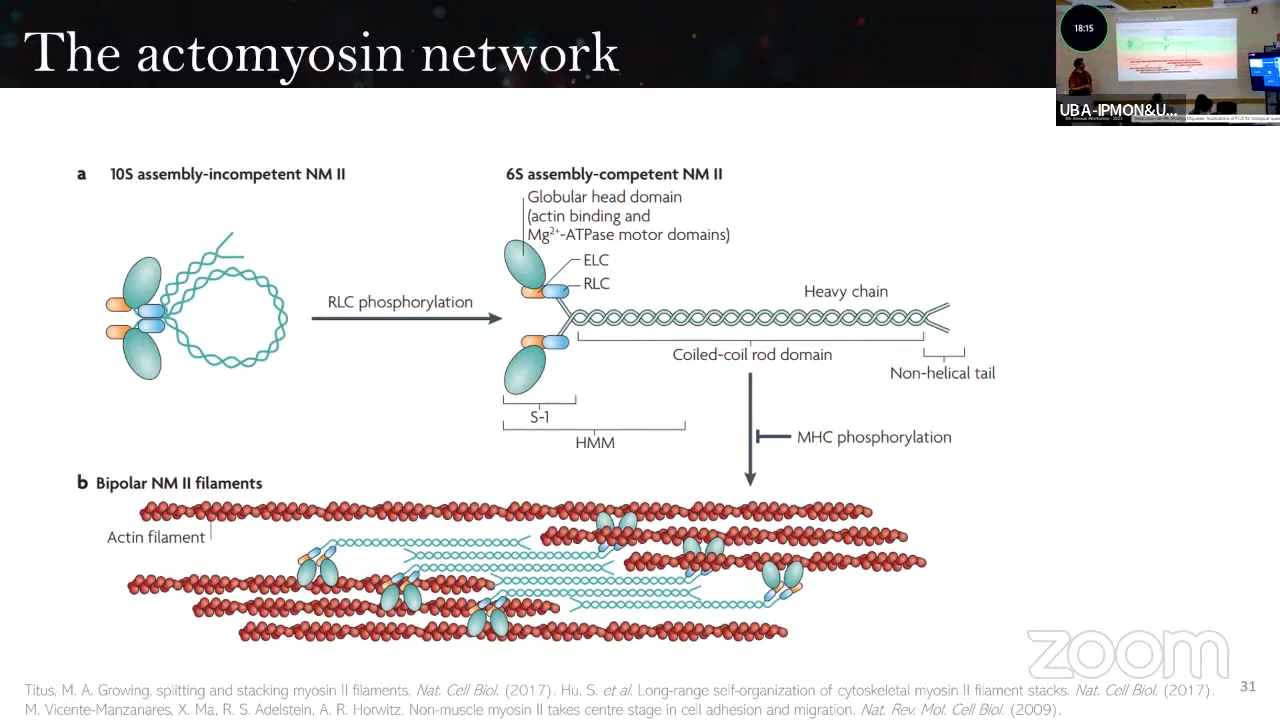 The actomyosin network
18:15
UBA-IPMON&U...
a 10S assembly-incompetent NM II
6S assembly-competent NM II
Globular head domain
(actin binding and
Mg²⁺-ATPase motor domains)
ELC
RLC
RLC phosphorylation
Heavy chain
Coiled-coil rod domain
Non-helical tail
S-1
HMM
MHC phosphorylation
b Bipolar NM II filaments
Actin filament
zoom
Titus, M. A. Growing, splitting and stacking myosin II filaments. Nat. Cell Biol. (2017). Hu. S. et al. Long-range self-organization of cytoskeletal myosin II filament stacks. Nat. Cell Biol. (2017).
M. Vicente-Manzanares, X. Ma, R. S. Adelstein, A. R. Horwitz, Non-muscle myosin II takes centre stage in cell adhesion and migration. Nat. Rev. Mol. Cell Biol. (2009).
31